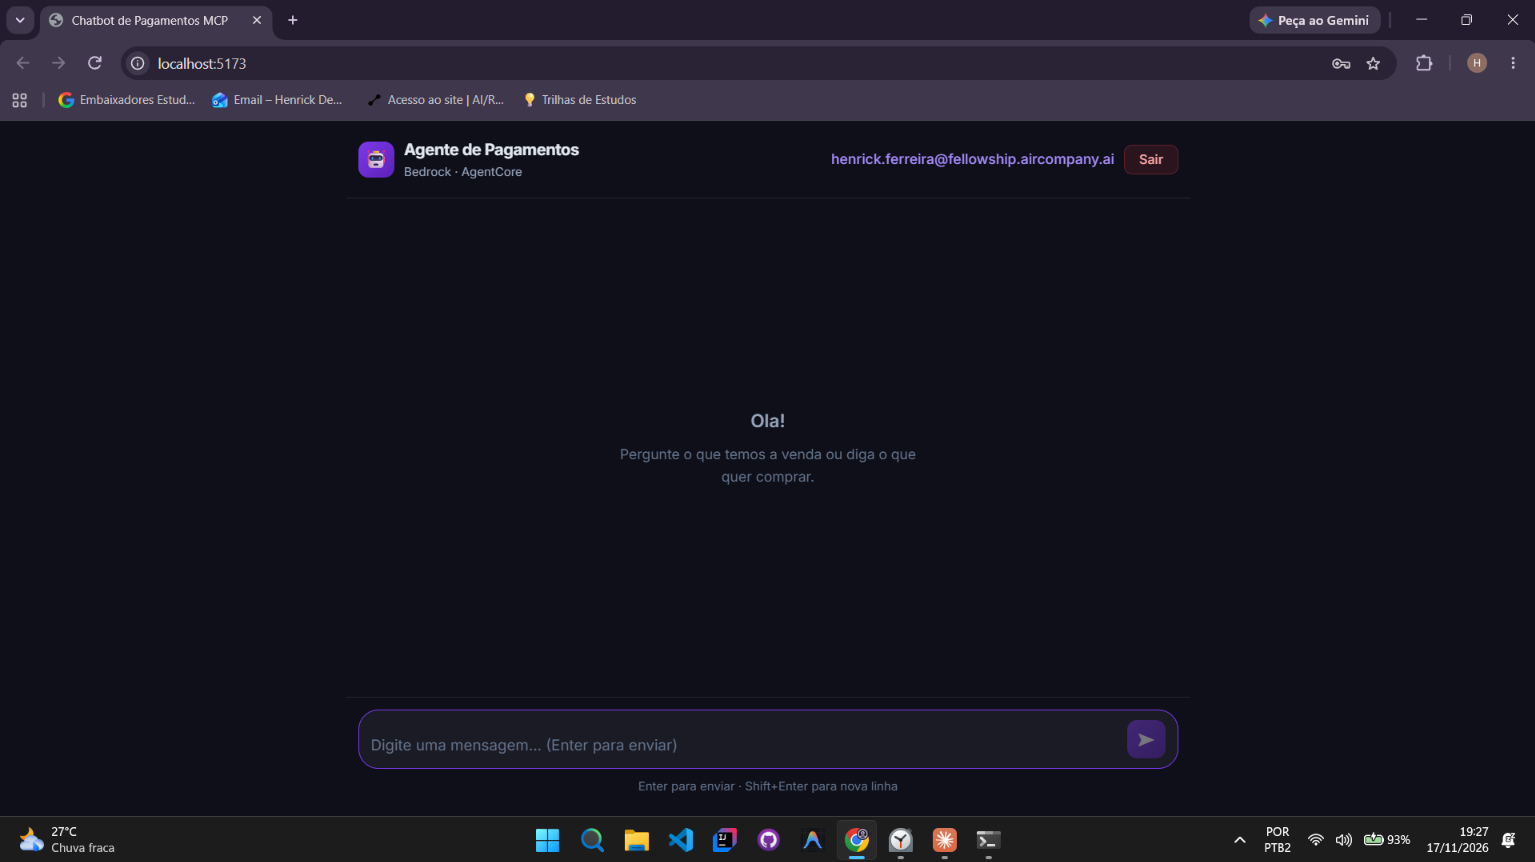 Chatbot de Pagamentos MCP
Peça ao Gemini
localhost:5173
H
Embaixadores Estud...
Email – Henrick De...
Acesso ao site | AI/R...
Trilhas de Estudos
Agente de Pagamentos
Bedrock · AgentCore
henrick.ferreira@fellowship.aircompany.ai
Sair
Ola!
Pergunte o que temos a venda ou diga o que
quer comprar.
Digite uma mensagem... (Enter para enviar)
Enter para enviar · Shift+Enter para nova linha
27°C
Chuva fraca
POR
PTB2
93%
19:27
17/11/2026